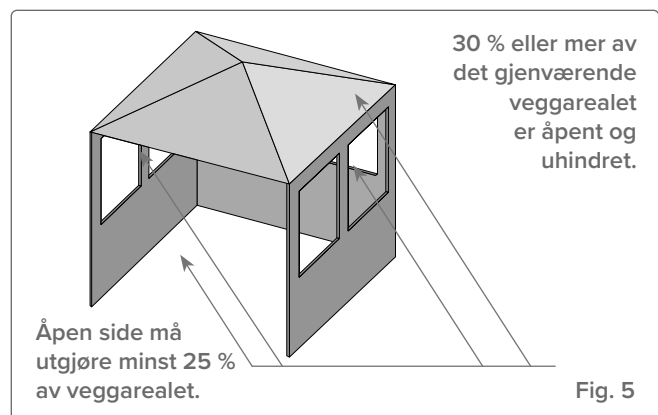 30 % eller mer av
det gjenværende
veggarealet
er åpent og
uhindret.
Åpen side må
utgjøre minst 25 %
av veggarealet.
Fig. 5